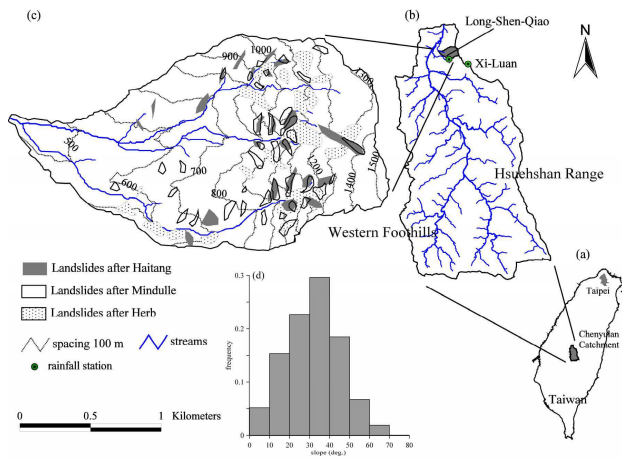 (c)
(b)
Long-Shen-Qiao
N
Xi-Luan
1000
900
1300
500
600
700
800
1200
1400
1500
Hsuehshan Range
Western Foothills
(a)
Taipei
Chenyulan
Catchment
Taiwan
Landslides after Haitang
Landslides after Mindulle
Landslides after Herb
spacing 100 m
streams
rainfall station
0 0.5 1 Kilometers
(d)
frequency
0.3
0.2
0.1
0
0 10 20 30 40 50 60 70 80
slope (deg.)